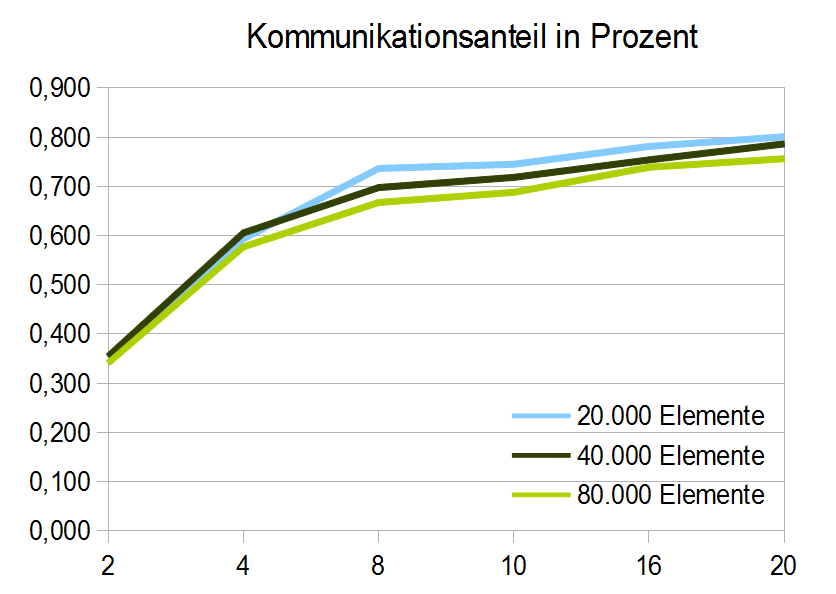 Kommunikationsanteil in Prozent
0,900
0,800
0,700
0,600
0,500
0,400
0,300
0,200
0,100
0,000
20.000 Elemente
40.000 Elemente
80.000 Elemente
2 4 8 10 16 20